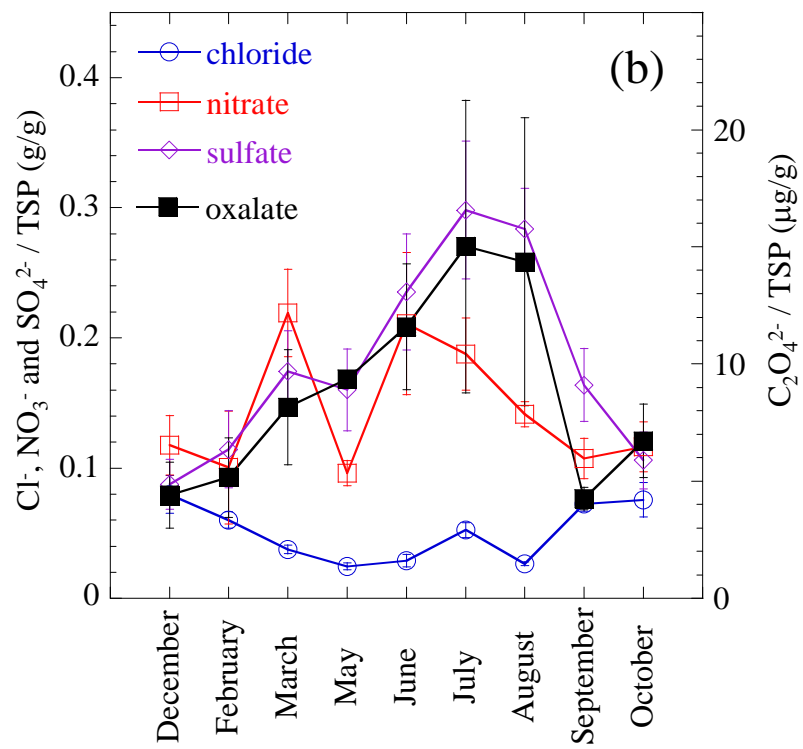 (b)
chloride
nitrate
sulfate
oxalate
Cl-, NO₃⁻ and SO₄²⁻ / TSP (g/g)
0.4
0.3
0.2
0.1
0
C₂O₄²⁻ / TSP (µg/g)
20
10
0
December
February
March
May
June
July
August
September
October